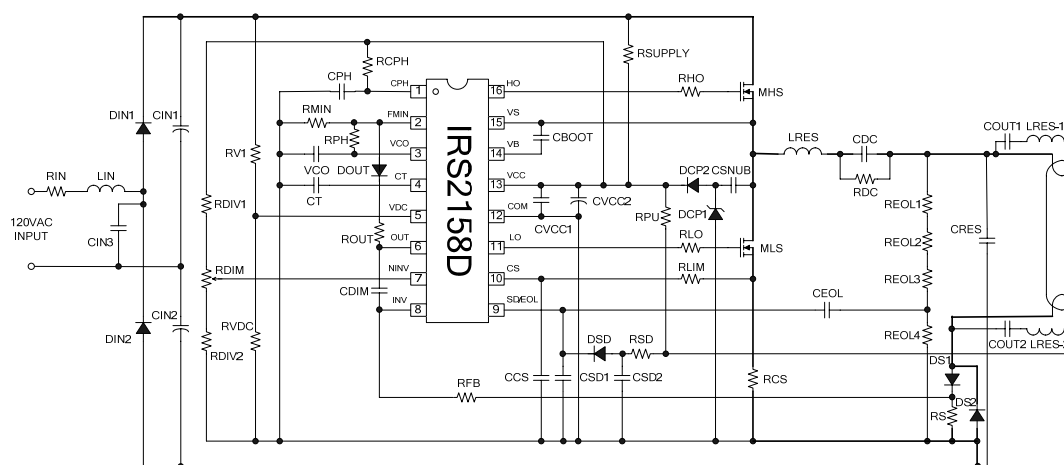 RSUPPLY
RCPH
CPH
CPH
1
16
HO
RHO
MHS
RMIN
FMIN
2
15
VS
DIN1
CIN1
RPH
CBOOT
COUT1
LRES-1
LRES
CDC
RV1
VCO
VCO
3
14
VB
DOUT
RIN
LIN
CT
CT
4
13
VCC
DCP2
CSNUB
RDC
120VAC
INPUT
RDIV1
VDC
5
12
COM
CVCC2
CVCC1
RPU
DCP1
REOL1
CIN3
ROUT
OUT
6
11
LO
RLO
MLS
REOL2
CRES
RDIM
NINV
7
10
CS
RLIM
REOL3
CDIM
INV
8
9
SD/EOL
CEOL
IRS2158D
CIN2
DIN2
RVDC
RDIV2
REOL4
COUT2
LRES-
DSD
RSD
DS1
CCS
CSD1
CSD2
RCS
RFB
DS2
RS